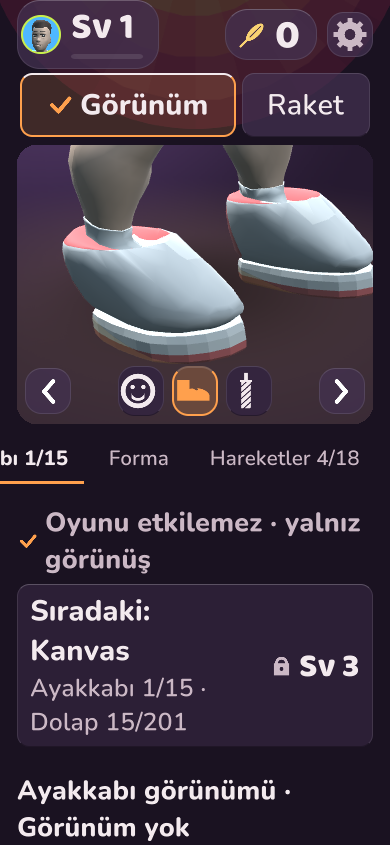 Sv 1
0
Görünüm
Raket
bı 1/15
Forma
Hareketler 4/18
Oyunu etkilemez · yalnız
görünüş
Sıradaki:
Kanvas
Sv 3
Ayakkabı 1/15 ·
Dolap 15/201
Ayakkabı görünümü ·
Görünüm yok